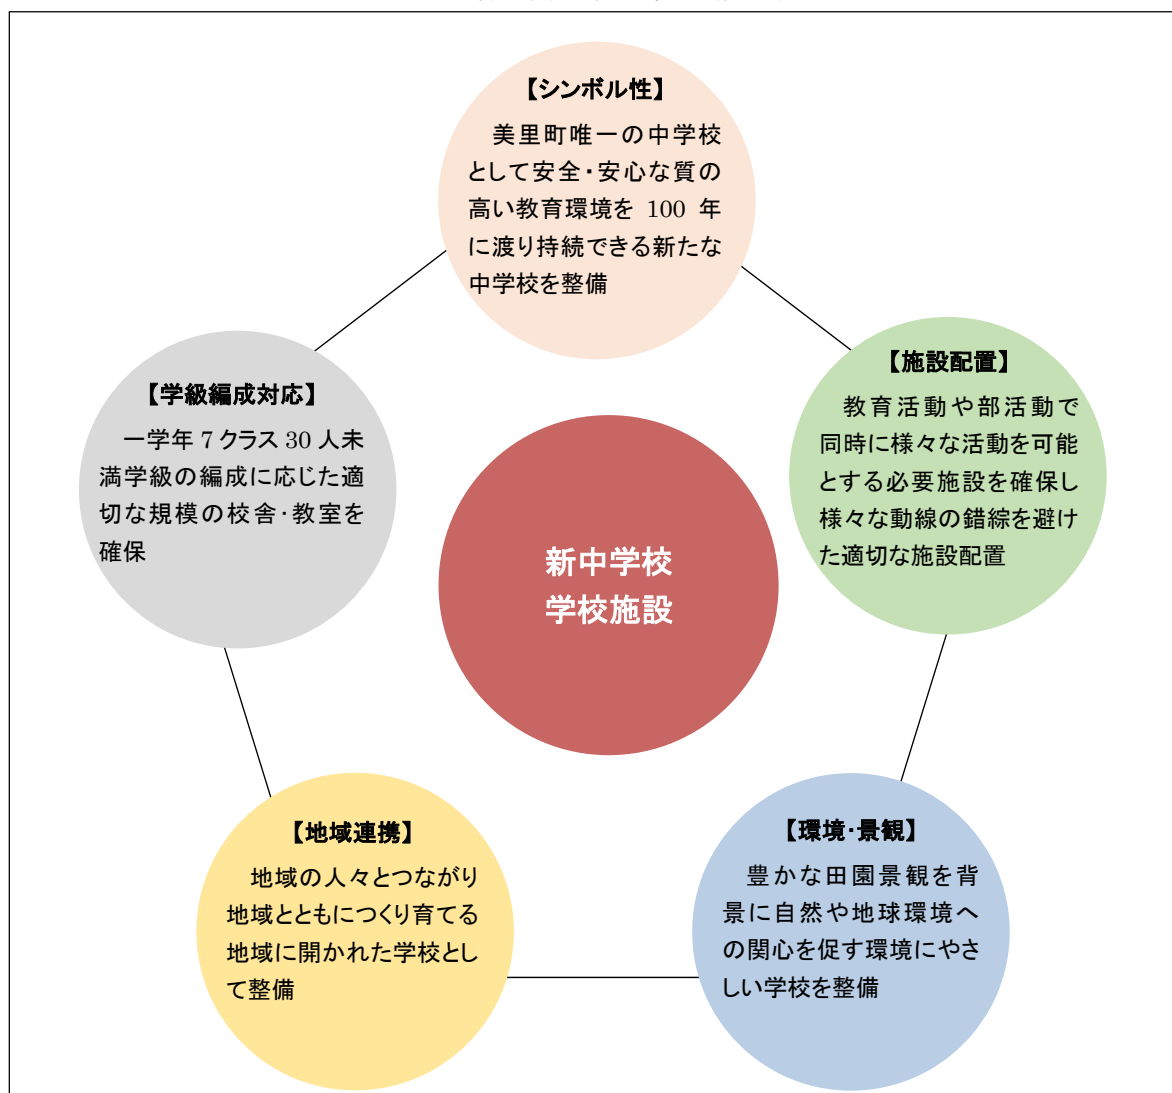 【シンボル性】
美里町唯一の中学校
として安全・安心な質の
高い教育環境を 100 年
に渡り持続できる新たな
中学校を整備
【施設配置】
教育活動や部活動で
同時に様々な活動を可能
とする必要施設を確保し
様々な動線の錯綜を避け
た適切な施設配置
【学級編成対応】
一学年 7 クラス 30 人未
満学級の編成に応じた適
切な規模の校舎・教室を
確保
新中学校
学校施設
【地域連携】
地域の人々とつながり
地域とともにつくり育てる
地域に開かれた学校とし
て整備
【環境・景観】
豊かな田園景観を背
景に自然や地球環境へ
の関心を促す環境にやさ
しい学校を整備